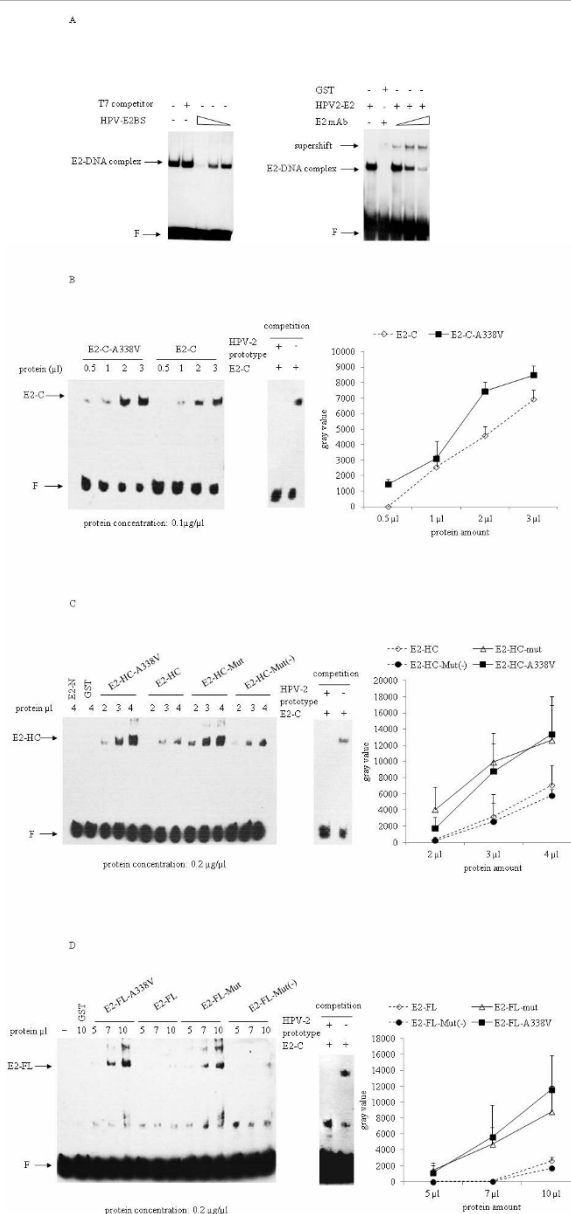 A
T7 competitor - + - - -
HPV-E2BS - -
E2-DNA complex
F
GST - + - - -
HPV2-E2 + - + + +
E2 mAb - +
supershift
E2-DNA complex
F
B
E2-C-A338V E2-C
protein (µl) 0.5 1 2 3 0.5 1 2 3
E2-C
F
protein concentration: 0.1µg/µl
competition
HPV-2 prototype + -
E2-C + +
E2-C E2-C-A338V
gray value
10000
9000
8000
7000
6000
5000
4000
3000
2000
1000
0
0.5 µl 1 µl 2 µl 3 µl
protein amount
C
E2-N GST E2-HC-A338V E2-HC E2-HC-Mut E2-HC-Mut(-)
protein µl 4 4 2 3 4 2 3 4 2 3 4 2 3 4
E2-HC
F
protein concentration: 0.2 µg/µl
competition
HPV-2 prototype + -
E2-C + +
E2-HC E2-HC-mut
E2-HC-Mut(-) E2-HC-A338V
gray value
20000
18000
16000
14000
12000
10000
8000
6000
4000
2000
0
2 µl 3 µl 4 µl
protein amount
D
GST E2-FL-A338V E2-FL E2-FL-Mut E2-FL-Mut(-)
protein µl - 10 5 7 10 5 7 10 5 7 10 5 7 10
E2-FL
F
protein concentration: 0.2 µg/µl
competition
HPV-2 prototype + -
E2-C + +
E2-FL E2-FL-mut
E2-FL-Mut(-) E2-FL-A338V
gray value
18000
16000
14000
12000
10000
8000
6000
4000
2000
0
5 µl 7 µl 10 µl
protein amount